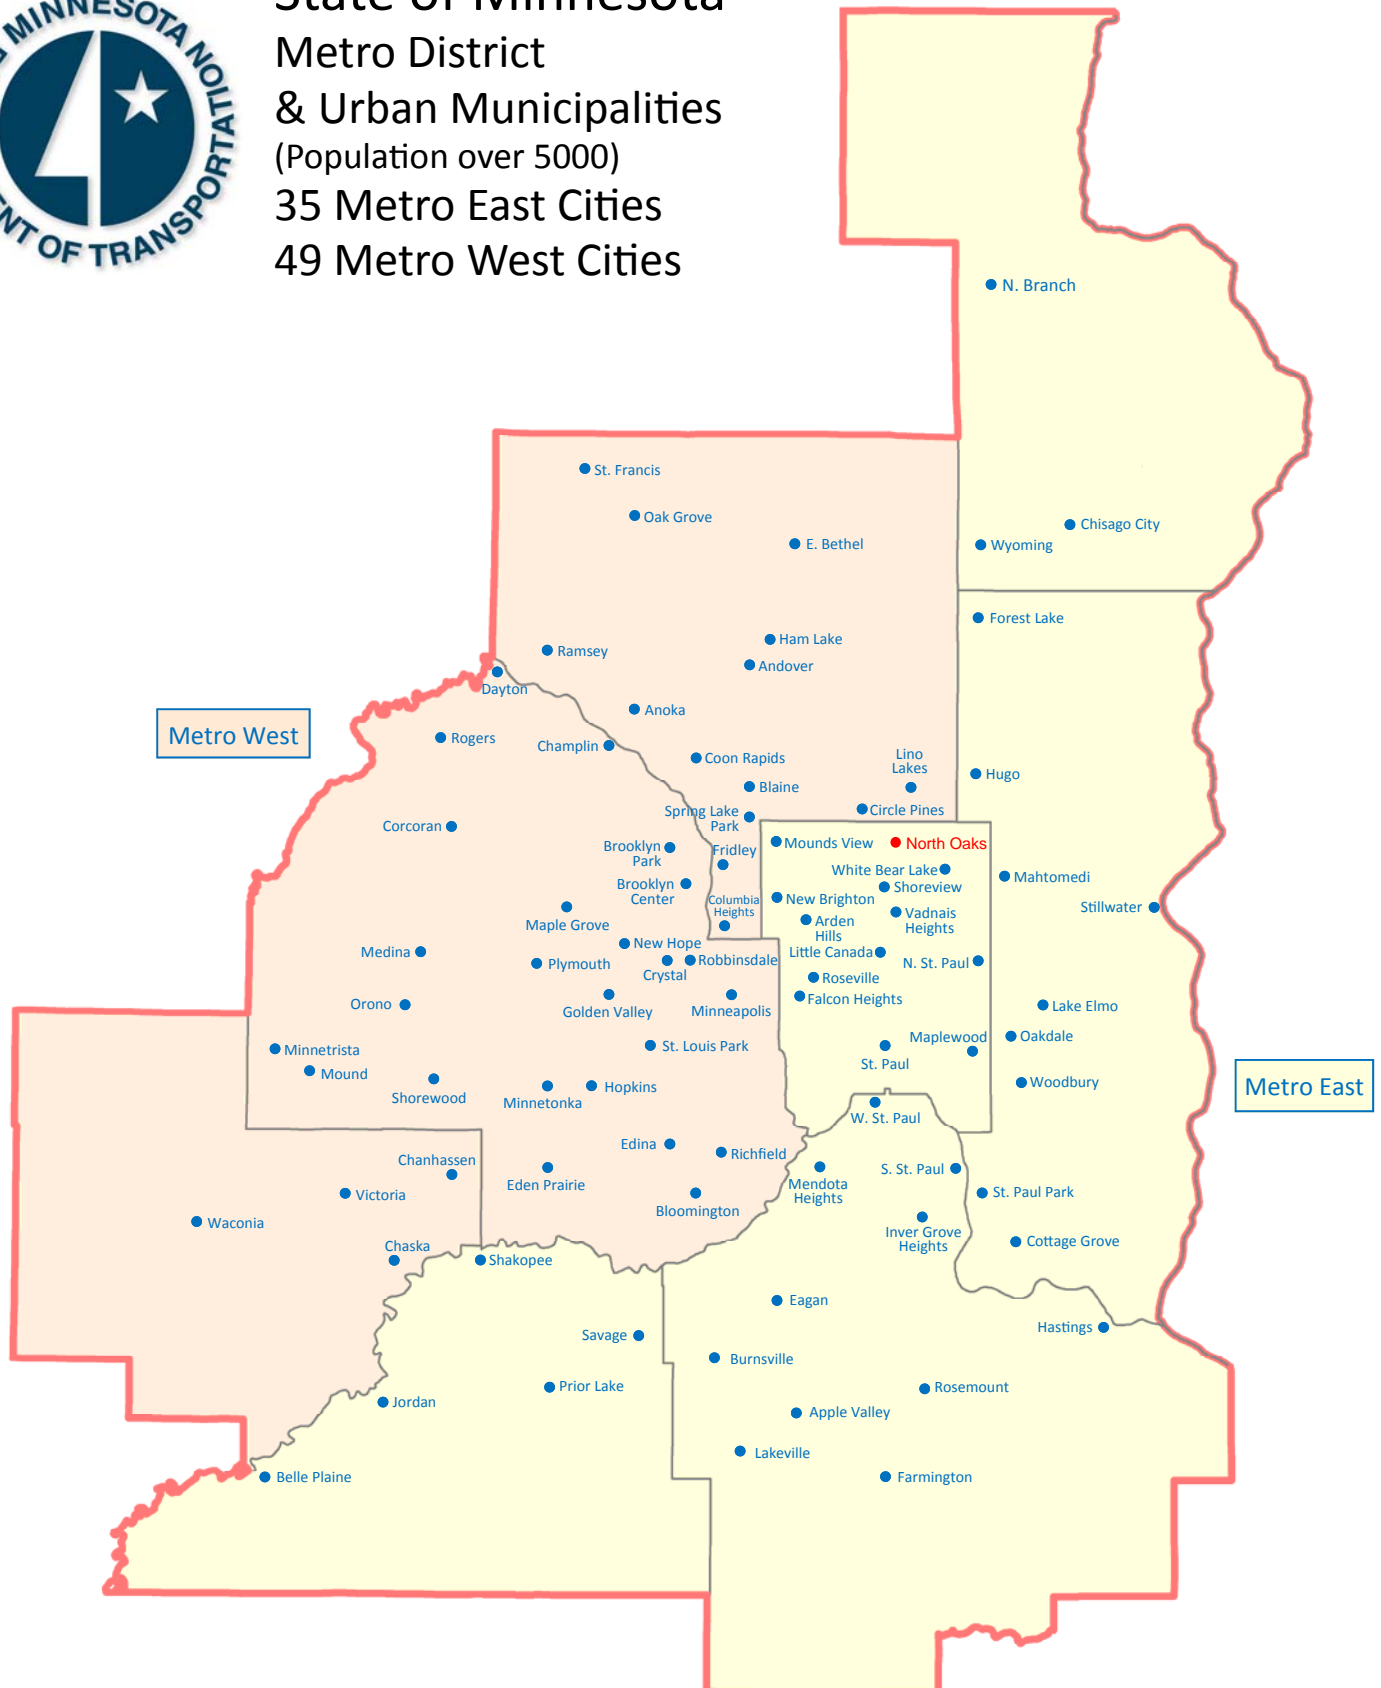 MINNESOTA
NT OF TRANSPORTATION
State of Minnesota
Metro District
& Urban Municipalities
(Population over 5000)
35 Metro East Cities
49 Metro West Cities
N. Branch
St. Francis
Oak Grove
E. Bethel
Chisago City
Wyoming
Forest Lake
Ham Lake
Ramsey
Andover
Dayton
Anoka
Metro West
Rogers
Champlin
Coon Rapids
Lino
Lakes
Hugo
Blaine
Circle Pines
Spring Lake
Park
Corcoran
Mounds View
North Oaks
Brooklyn
Park
Fridley
White Bear Lake
Mahtomedi
Brooklyn
Center
Shoreview
Columbia
Heights
New Brighton
Stillwater
Maple Grove
Arden
Hills
Vadnais
Heights
New Hope
Medina
Little Canada
Plymouth
Crystal
Robbinsdale
N. St. Paul
Roseville
Falcon Heights
Orono
Golden Valley
Minneapolis
Lake Elmo
Oakdale
Maplewood
St. Louis Park
Minnetrista
St. Paul
Mound
Woodbury
Metro East
Shorewood
Minnetonka
Hopkins
W. St. Paul
Edina
Richfield
Chanhassen
S. St. Paul
Eden Prairie
Mendota
Heights
Victoria
St. Paul Park
Bloomington
Waconia
Inver Grove
Heights
Cottage Grove
Chaska
Shakopee
Eagan
Hastings
Savage
Burnsville
Prior Lake
Rosemount
Jordan
Apple Valley
Lakeville
Belle Plaine
Farmington